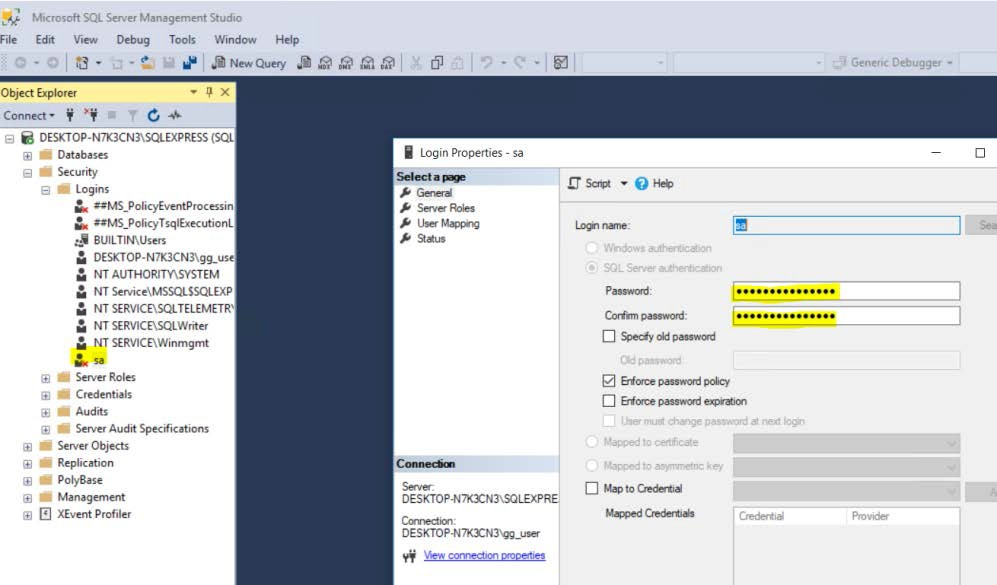 Microsoft SQL Server Management Studio
File Edit View Debug Tools Window Help
New Query MDX DMX XMLA DAX Generic Debugger
Object Explorer
Connect
DESKTOP-N7K3CN3\SQLEXPRESS (SQL
Databases
Security
Logins
##MS_PolicyEventProcessin
##MS_PolicyTsqlExecutionL
BUILTIN\Users
DESKTOP-N7K3CN3\gg_use
NT AUTHORITY\SYSTEM
NT Service\MSSQL$SQLEXP
NT SERVICE\SQLTELEMETRY
NT SERVICE\SQLWriter
NT SERVICE\Winmgmt
sa
Server Roles
Credentials
Audits
Server Audit Specifications
Server Objects
Replication
PolyBase
Management
XEvent Profiler
Login Properties - sa
Select a page
General
Server Roles
User Mapping
Status
Connection
Server:
DESKTOP-N7K3CN3\SQLEXPRE
Connection:
DESKTOP-N7K3CN3\gg_user
View connection properties
Script Help
Login name: sa Sea
Windows authentication
SQL Server authentication
Password: ●●●●●●●●●●●●●●●
Confirm password: ●●●●●●●●●●●●●●●
Specify old password
Old password:
Enforce password policy
Enforce password expiration
User must change password at next login
Mapped to certificate
Mapped to asymmetric key
Map to Credential A
Mapped Credentials Credential Provider